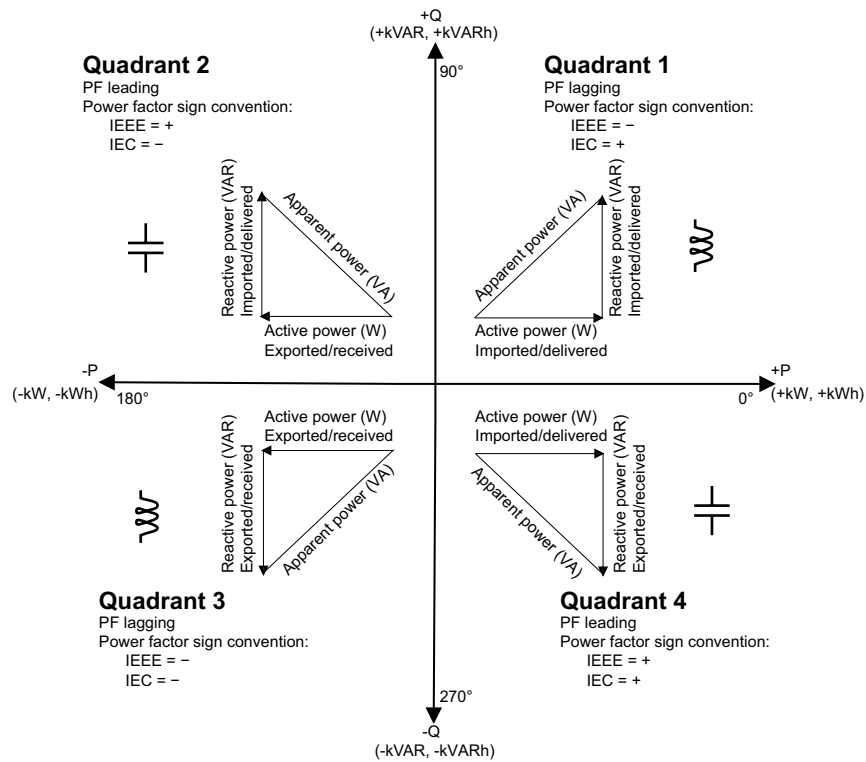 +Q
(+kVAR, +kVARh)
90°
Quadrant 2
PF leading
Power factor sign convention:
IEEE = +
IEC = −
Reactive power (VAR)
Imported/delivered
Apparent power (VA)
Active power (W)
Exported/received
Quadrant 1
PF lagging
Power factor sign convention:
IEEE = −
IEC = +
Apparent power (VA)
Reactive power (VAR)
Imported/delivered
Active power (W)
Imported/delivered
-P
(-kW, -kWh)
180°
0°
+P
(+kW, +kWh)
Active power (W)
Exported/received
Reactive power (VAR)
Exported/received
Apparent power (VA)
Quadrant 3
PF lagging
Power factor sign convention:
IEEE = −
IEC = −
Active power (W)
Imported/delivered
Apparent power (VA)
Reactive power (VAR)
Exported/received
Quadrant 4
PF leading
Power factor sign convention:
IEEE = +
IEC = +
270°
-Q
(-kVAR, -kVARh)